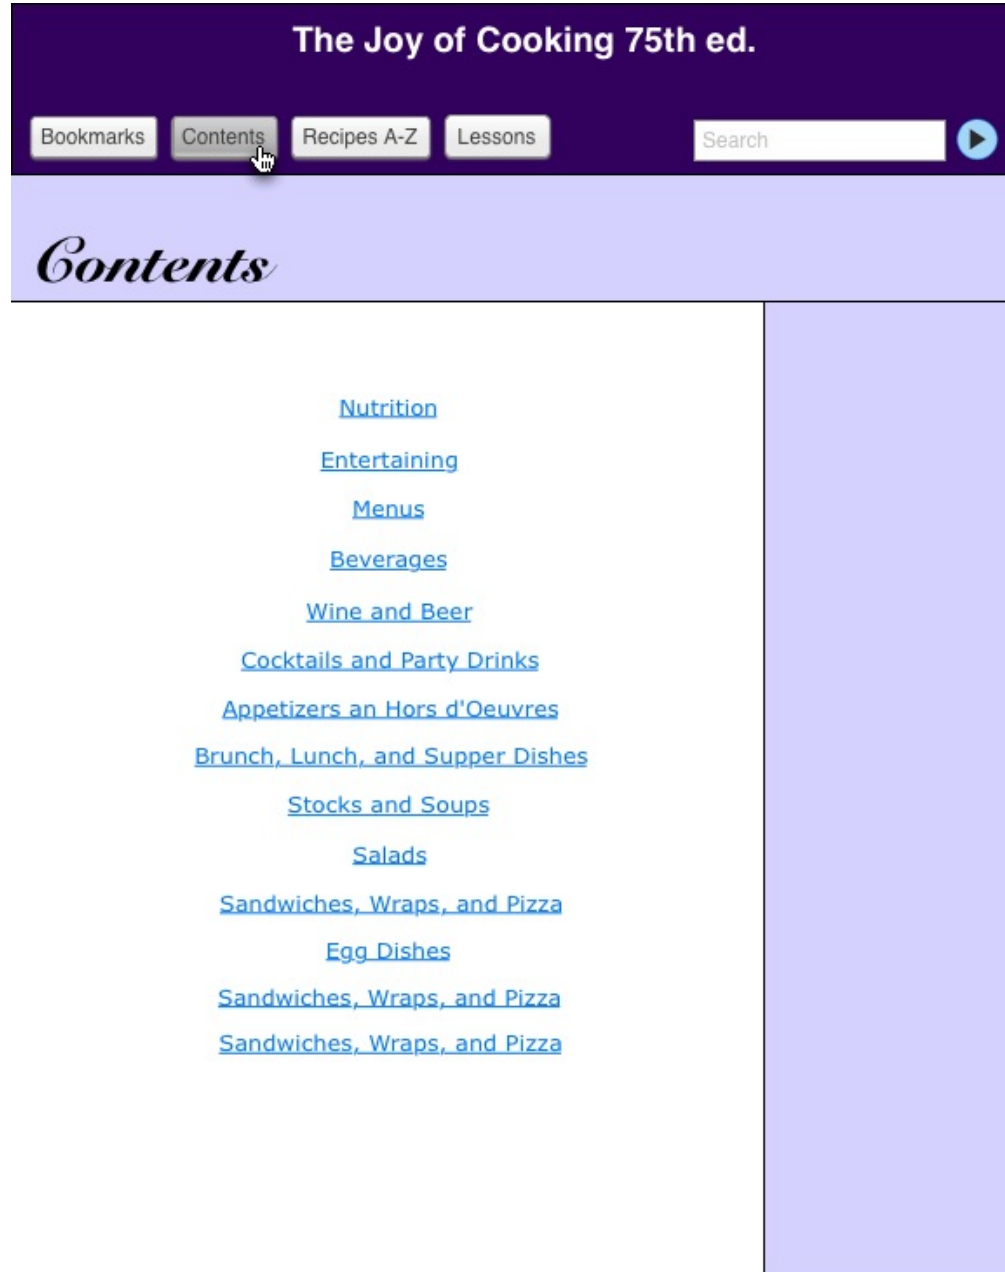 The Joy of Cooking 75th ed.
Bookmarks Contents Recipes A-Z Lessons Search
Contents
Nutrition
Entertaining
Menus
Beverages
Wine and Beer
Cocktails and Party Drinks
Appetizers an Hors d'Oeuvres
Brunch, Lunch, and Supper Dishes
Stocks and Soups
Salads
Sandwiches, Wraps, and Pizza
Egg Dishes
Sandwiches, Wraps, and Pizza
Sandwiches, Wraps, and Pizza